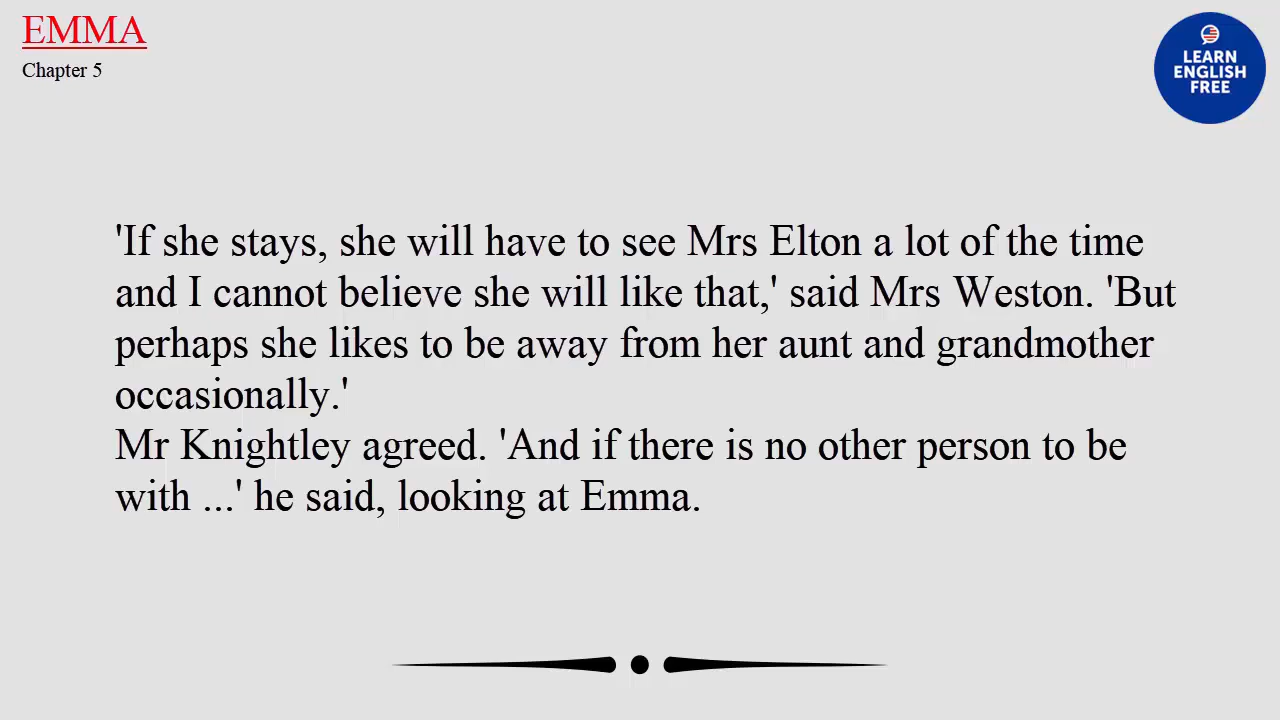 EMMA
Chapter 5
LEARN
ENGLISH
FREE
'If she stays, she will have to see Mrs Elton a lot of the time
and I cannot believe she will like that,' said Mrs Weston. 'But
perhaps she likes to be away from her aunt and grandmother
occasionally.'
Mr Knightley agreed. 'And if there is no other person to be
with ...' he said, looking at Emma.